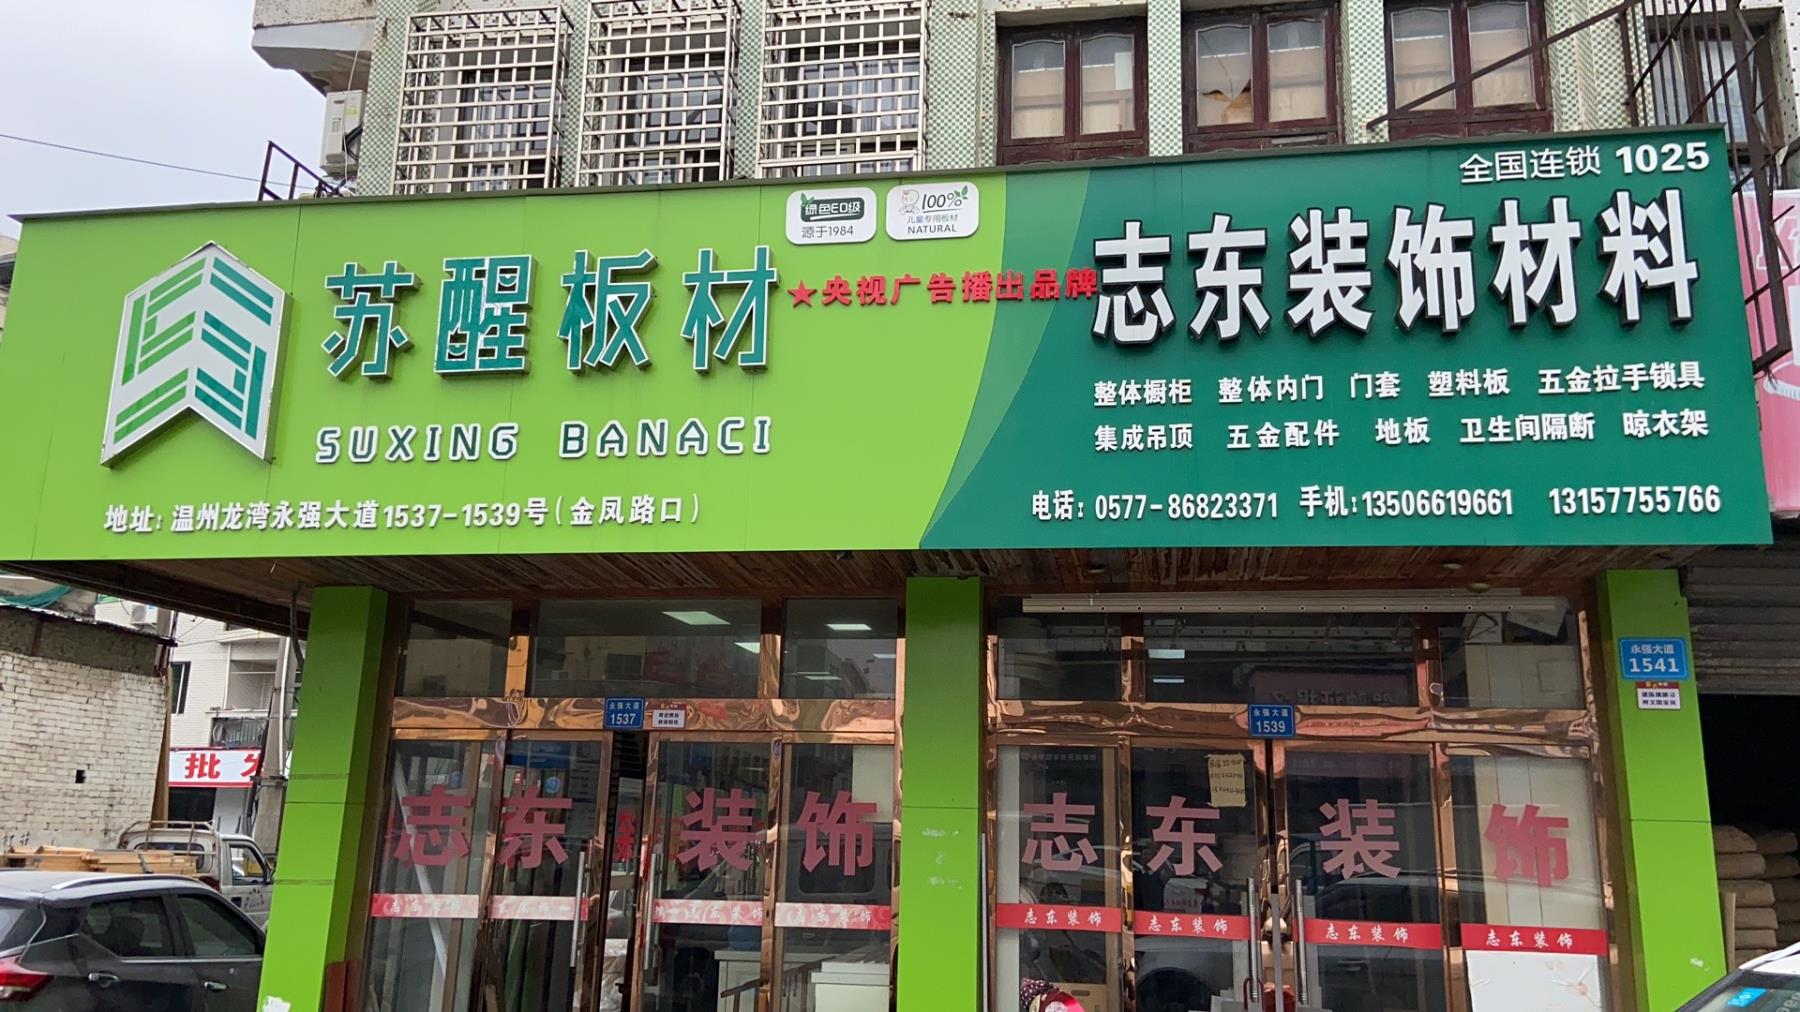 全国连锁 1025
绿色E0级
源于1984
100%
儿童专用板材
NATURAL
苏醒板材
★央视广告播出品牌
志东装饰材料
SUXING BANACI
整体橱柜 整体内门 门套 塑料板 五金拉手锁具
集成吊顶 五金配件 地板 卫生间隔断 晾衣架
地址：温州龙湾永强大道1537-1539号（金凤路口）
电话：0577-86823371 手机：13506619661 13157755766
永强大道
1537
永强大道
1539
永强大道
1541
批
志东装饰
志东装饰
志东装饰
志东装饰
志东装饰
志东装饰
志东装饰
志东装饰